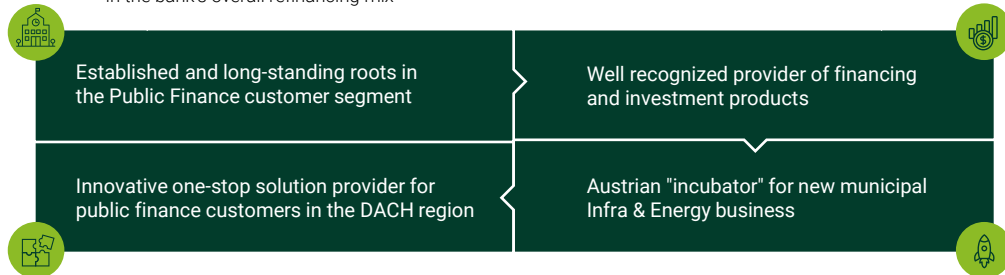 in the bank's overall refinancing mix
Established and long-standing roots in
the Public Finance customer segment
Well recognized provider of financing
and investment products
Innovative one-stop solution provider for
public finance customers in the DACH region
Austrian "incubator" for new municipal
Infra & Energy business